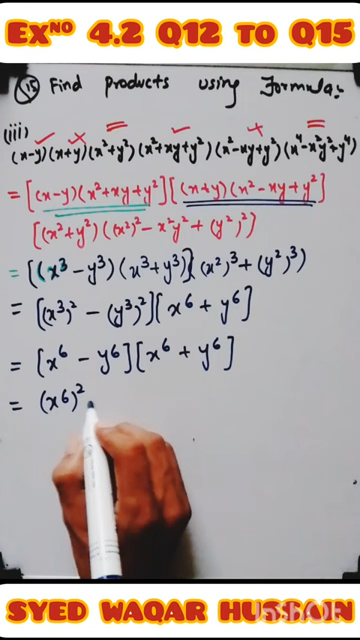 Exᴺᴼ 4.2 Q12 TO Q15
⑮ Find products using Formula:
(iii)
(x-y)(x+y)(x²+y²)(x²+xy+y²)(x²-xy+y²)(x⁴-x²y²+y⁴)
= [(x-y)(x²+xy+y²)][(x+y)(x²-xy+y²)]
[(x²+y²)((x²)²-x²y²+(y²)²)]
= [(x³-y³)(x³+y³)]((x²)³+(y²)³)
= [(x³)²-(y³)²][x⁶+y⁶]
= [x⁶-y⁶][x⁶+y⁶]
= (x⁶)²
SYED WAQAR HUSSAIN
InShOt